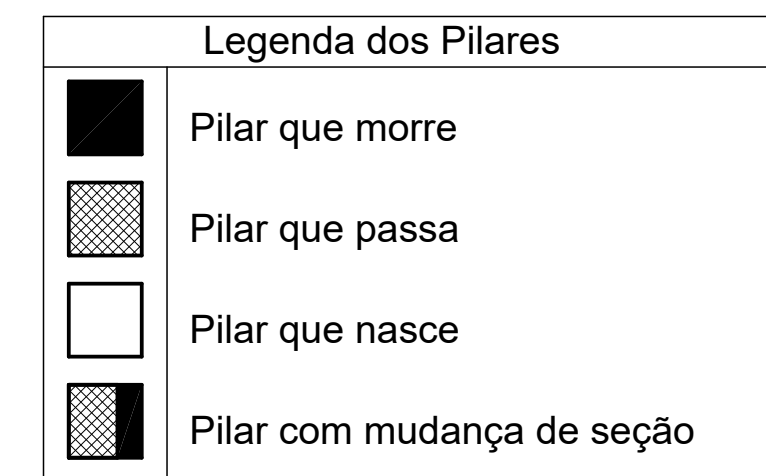 Legenda dos Pilares
Pilar que morre
Pilar que passa
Pilar que nasce
Pilar com mudança de seção